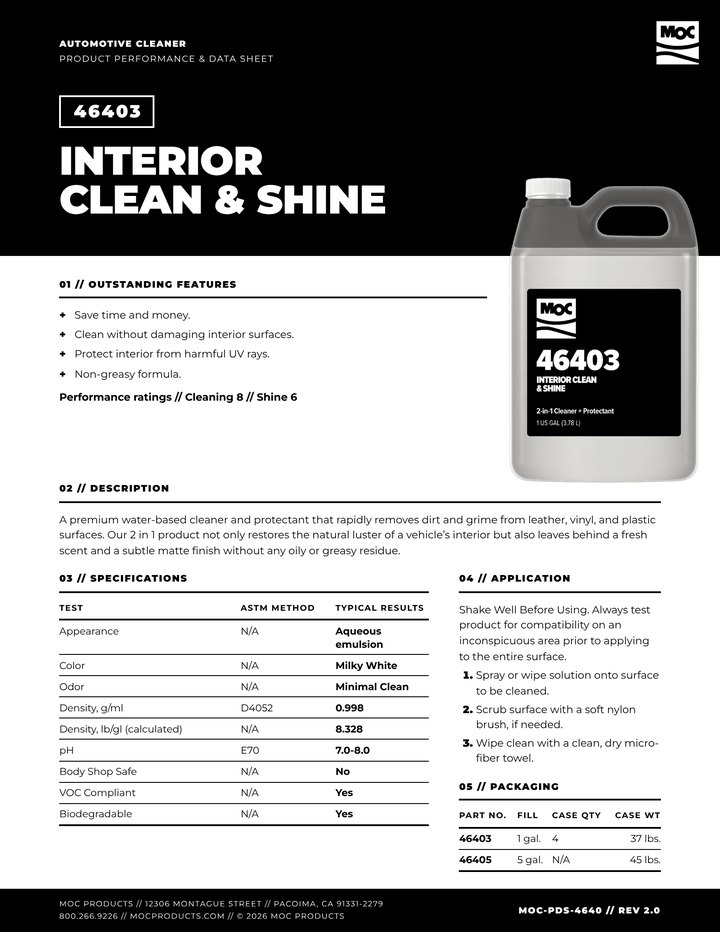 AUTOMOTIVE CLEANER
PRODUCT PERFORMANCE & DATA SHEET
MOC
46403
INTERIOR
CLEAN & SHINE
01 // OUTSTANDING FEATURES
+ Save time and money.
+ Clean without damaging interior surfaces.
+ Protect interior from harmful UV rays.
+ Non-greasy formula.
Performance ratings // Cleaning 8 // Shine 6
MOC
46403
INTERIOR CLEAN
& SHINE
2-in-1 Cleaner + Protectant
1 US GAL (3.78 L)
02 // DESCRIPTION
A premium water-based cleaner and protectant that rapidly removes dirt and grime from leather, vinyl, and plastic
surfaces. Our 2 in 1 product not only restores the natural luster of a vehicle’s interior but also leaves behind a fresh
scent and a subtle matte finish without any oily or greasy residue.
03 // SPECIFICATIONS
TEST ASTM METHOD TYPICAL RESULTS
Appearance N/A Aqueous
emulsion
Color N/A Milky White
Odor N/A Minimal Clean
Density, g/ml D4052 0.998
Density, lb/gl (calculated) N/A 8.328
pH E70 7.0-8.0
Body Shop Safe N/A No
VOC Compliant N/A Yes
Biodegradable N/A Yes
04 // APPLICATION
Shake Well Before Using. Always test
product for compatibility on an
inconspicuous area prior to applying
to the entire surface.
1. Spray or wipe solution onto surface
to be cleaned.
2. Scrub surface with a soft nylon
brush, if needed.
3. Wipe clean with a clean, dry micro-
fiber towel.
05 // PACKAGING
PART NO. FILL CASE QTY CASE WT
46403 1 gal. 4 37 lbs.
46405 5 gal. N/A 45 lbs.
MOC PRODUCTS // 12306 MONTAGUE STREET // PACOIMA, CA 91331-2279
800.266.9226 // MOCPRODUCTS.COM // © 2026 MOC PRODUCTS
MOC-PDS-4640 // REV 2.0